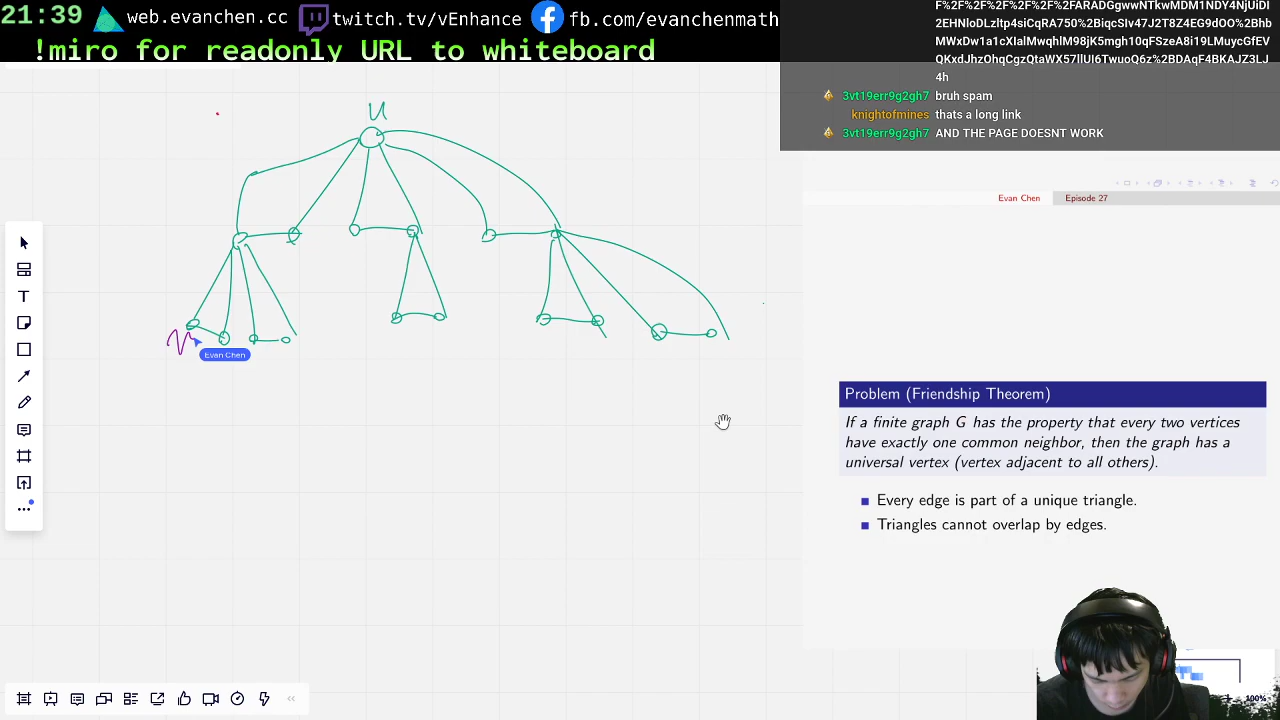 21:39 web.evanchen.cc twitch.tv/vEnhance fb.com/evanchenmath
!miro for readonly URL to whiteboard
4h
3vt19err9g2gh7 bruh spam
knightofmines thats a long link
3vt19err9g2gh7 AND THE PAGE DOESNT WORK
Evan Chen Episode 27
u
Evan Chen
Problem (Friendship Theorem)
If a finite graph G has the property that every two vertices
have exactly one common neighbor, then the graph has a
universal vertex (vertex adjacent to all others).
Every edge is part of a unique triangle.
Triangles cannot overlap by edges.
T
100%